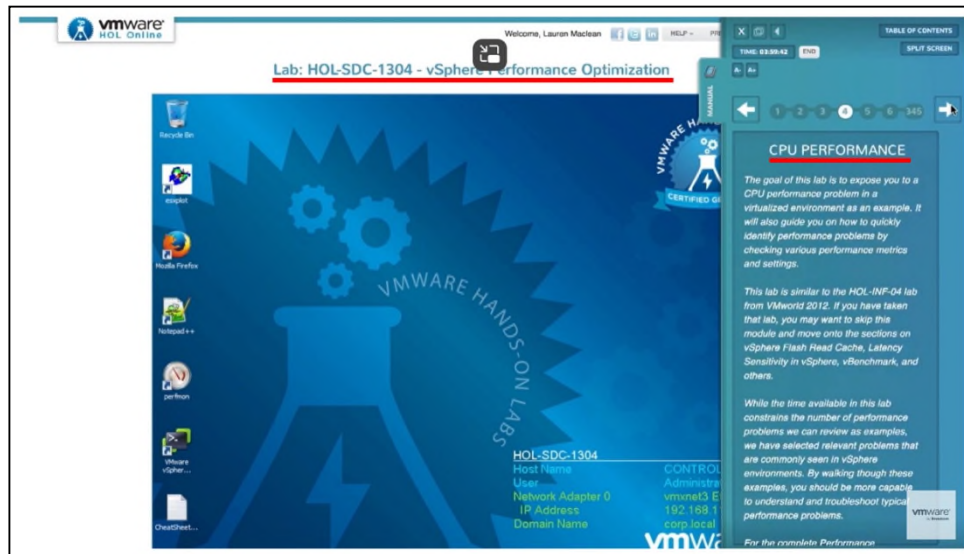 vmware
HOL Online
Welcome, Lauren Maclean
HELP
Lab: HOL-SDC-1304 - vSphere Performance Optimization
TABLE OF CONTENTS
TIME: 03:59:42
END
SPLIT SCREEN
A- A+
MANUAL
1 2 3 4 5 6 345
Recycle Bin
esxplot
Mozilla Firefox
Notepad++
perfmon
VMware
vSpher...
CheatSheet...
VMWARE HANDS-ON LABS
VMWARE
CERTIFIED
HOL-SDC-1304
Host Name CONTROL
User Administra
Network Adapter 0 vmxnet3 E
IP Address 192.168.1
Domain Name corp.local
CPU PERFORMANCE
The goal of this lab is to expose you to a
CPU performance problem in a
virtualized environment as an example. It
will also guide you on how to quickly
identify performance problems by
checking various performance metrics
and settings.
This lab is similar to the HOL-INF-04 lab
from VMworld 2012. If you have taken
that lab, you may want to skip this
module and move onto the sections on
vSphere Flash Read Cache, Latency
Sensitivity in vSphere, vBenchmark, and
others.
While the time available in this lab
constrains the number of performance
problems we can review as examples,
we have selected relevant problems that
are commonly seen in vSphere
environments. By walking though these
examples, you should be more capable
to understand and troubleshoot typical
performance problems.
For the complete Performance
vmware